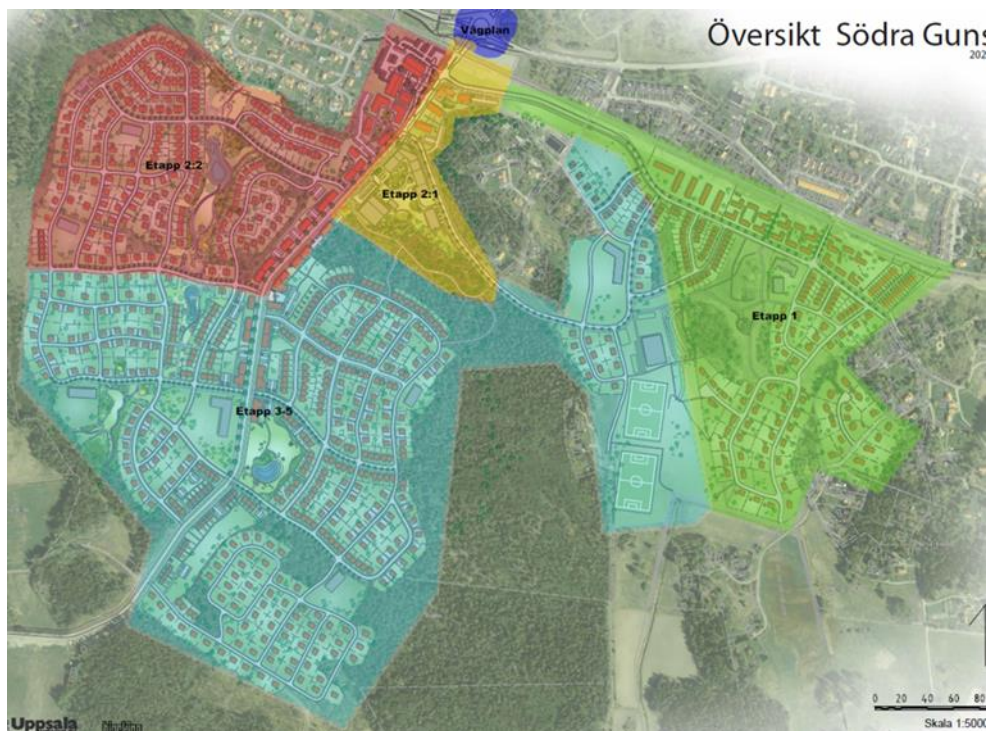 Översikt Södra Guns
202
Vägplan
Etapp 2:2
Etapp 2:1
Etapp 1
Etapp 3-5
0 20 40 60 80
Skala 1:5000
Uppsala